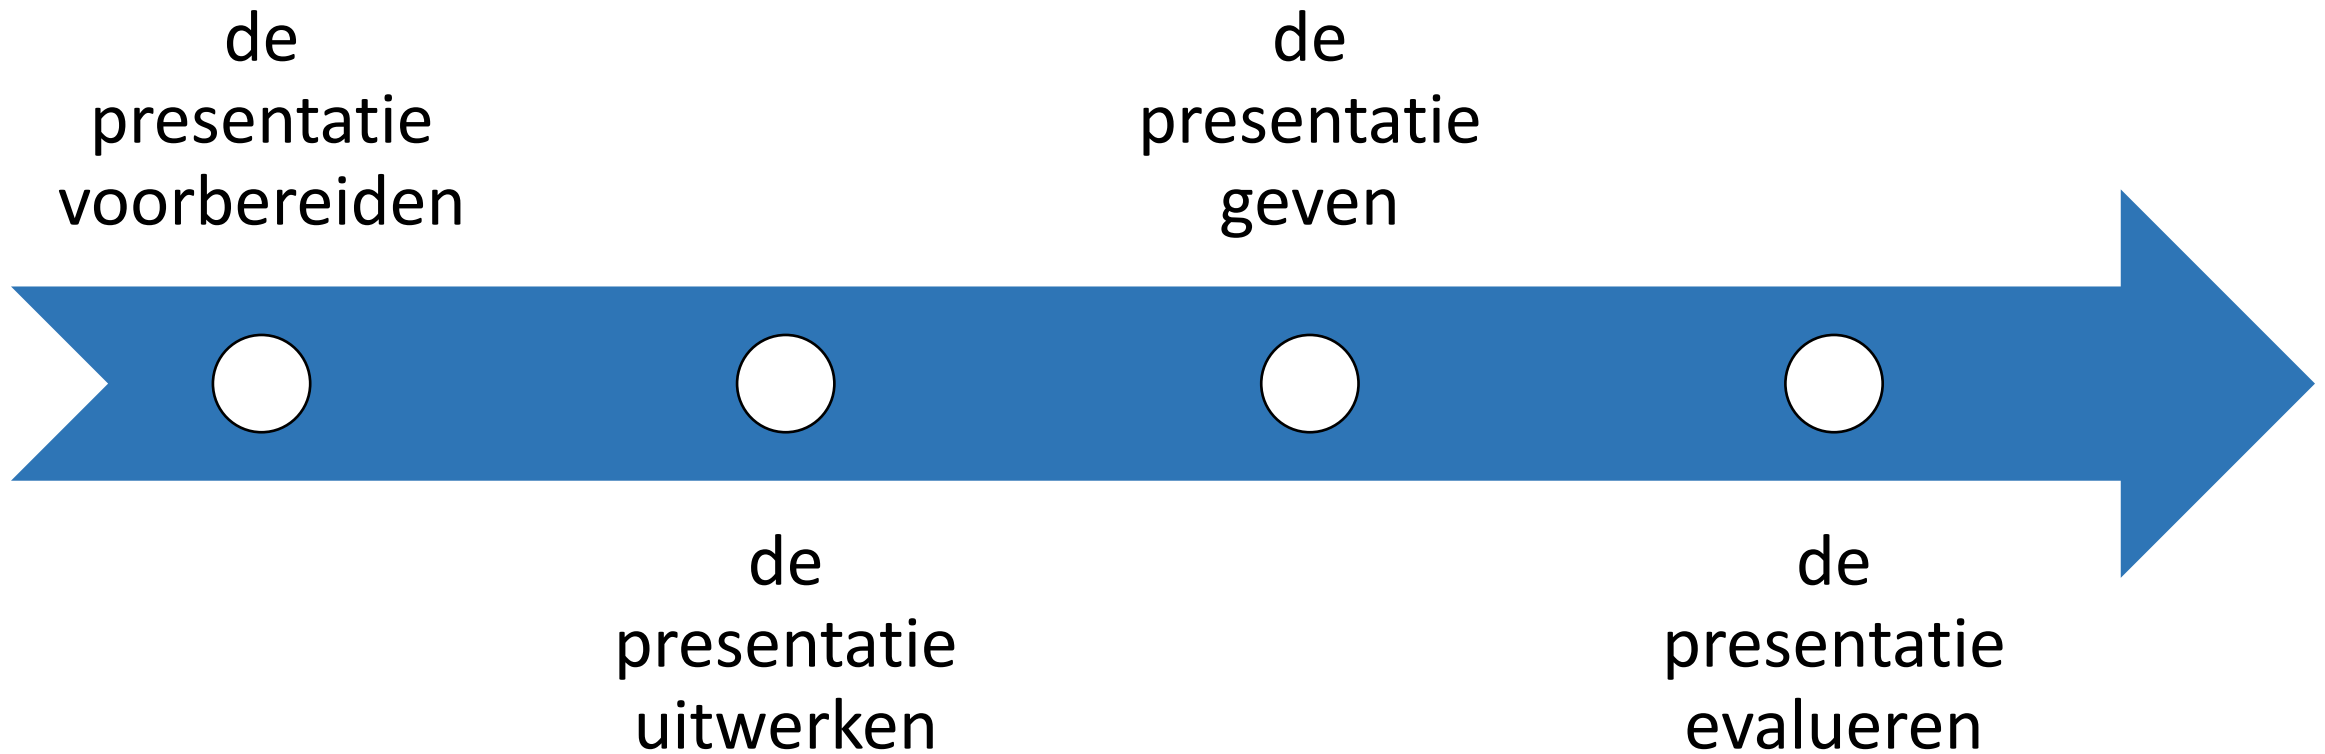 de
presentatie
voorbereiden
de
presentatie
uitwerken
de
presentatie
geven
de
presentatie
evalueren